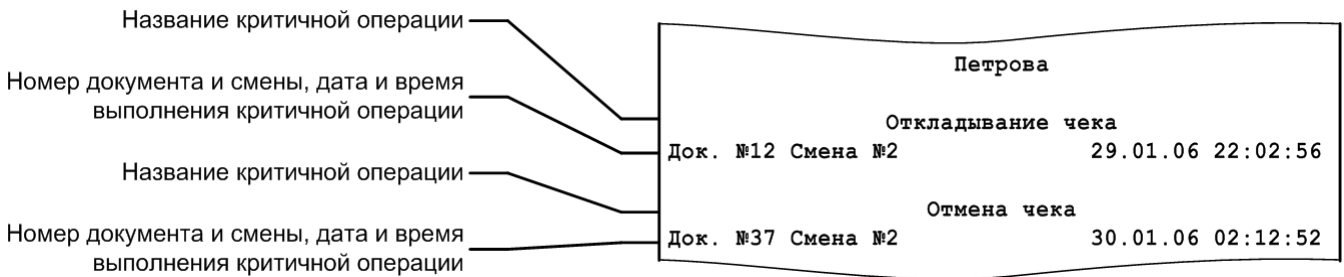 Название критичной операции
Номер документа и смены, дата и время
выполнения критичной операции
Название критичной операции
Номер документа и смены, дата и время
выполнения критичной операции
Петрова
Откладывание чека
Док. №12 Смена №2 29.01.06 22:02:56
Отмена чека
Док. №37 Смена №2 30.01.06 02:12:52